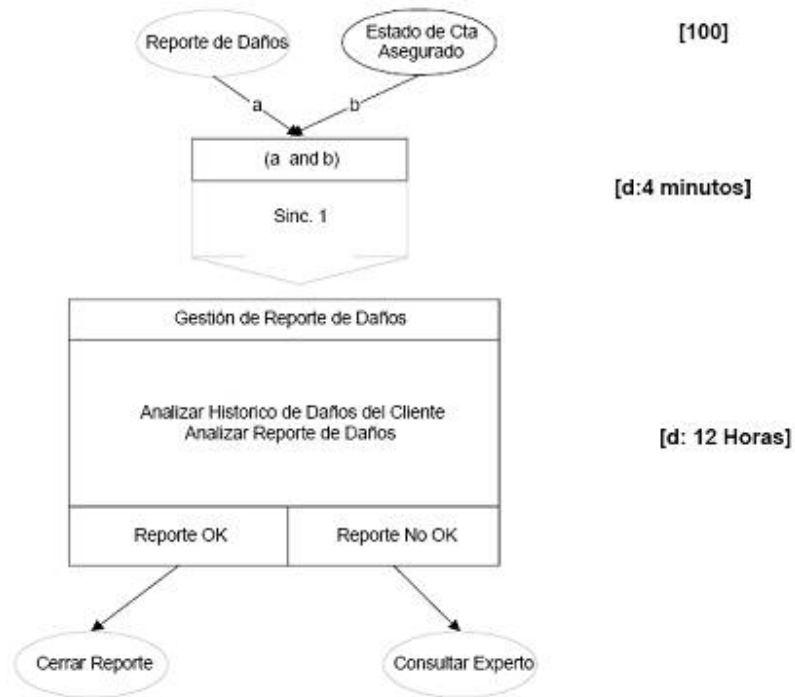 Reporte de Daños
Estado de Cta
Asegurado
[100]
a
b
(a and b)
[d:4 minutos]
Sinc. 1
Gestión de Reporte de Daños
Analizar Historico de Daños del Cliente
Analizar Reporte de Daños
[d: 12 Horas]
Reporte OK
Reporte No OK
Cerrar Reporte
Consultar Experto